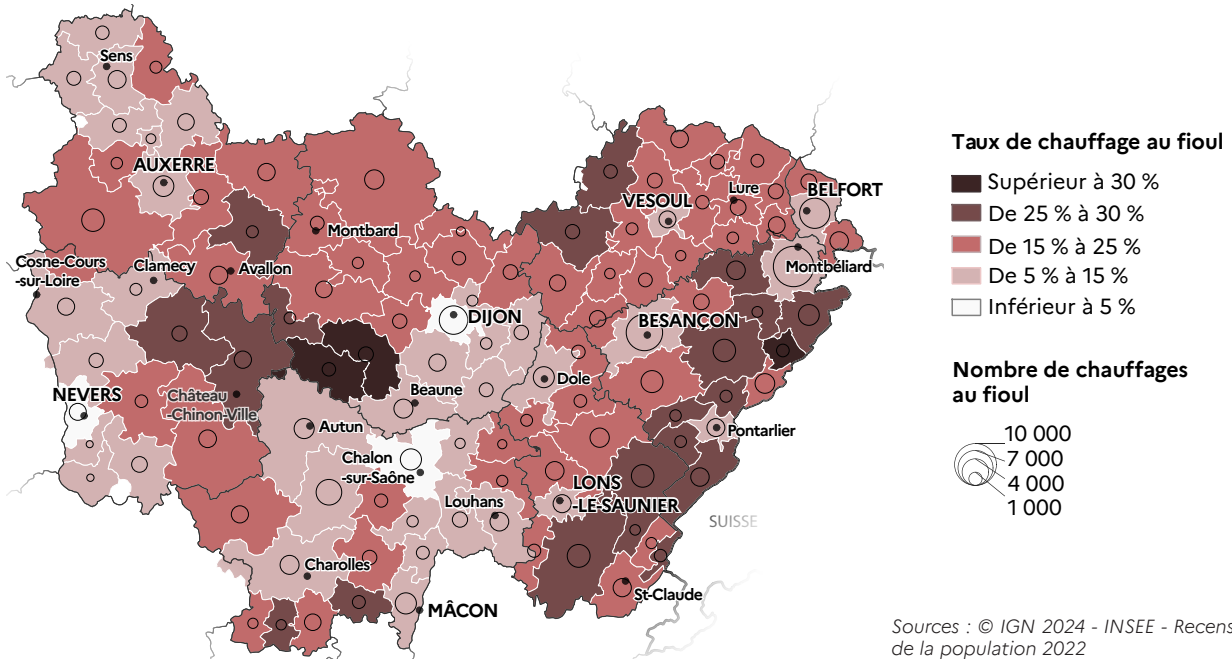 Sens
AUXERRE
BELFORT
VESOUL
Lure
Montbard
Cosne-Cours
-sur-Loire
Clamecy
Avallon
Montbéliard
DIJON
BESANÇON
NEVERS
Château
-Chinon-Ville
Beaune
Dole
Autun
Pontarlier
Chalon
-sur-Saône
LONS
-LE-SAUNIER
Louhans
SUISSE
Charolles
St-Claude
MÂCON
Taux de chauffage au fioul
Supérieur à 30 %
De 25 % à 30 %
De 15 % à 25 %
De 5 % à 15 %
Inférieur à 5 %
Nombre de chauffages
au fioul
10 000
7 000
4 000
1 000
Sources : © IGN 2024 - INSEE - Recens
de la population 2022